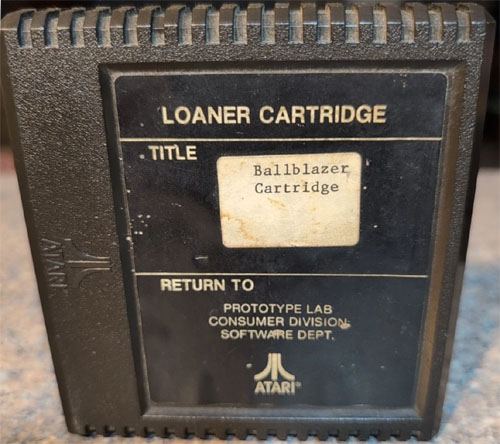 LOANER CARTRIDGE
TITLE
Ballblazer
Cartridge
RETURN TO
PROTOTYPE LAB
CONSUMER DIVISION
SOFTWARE DEPT.
ATARI®
ATARI